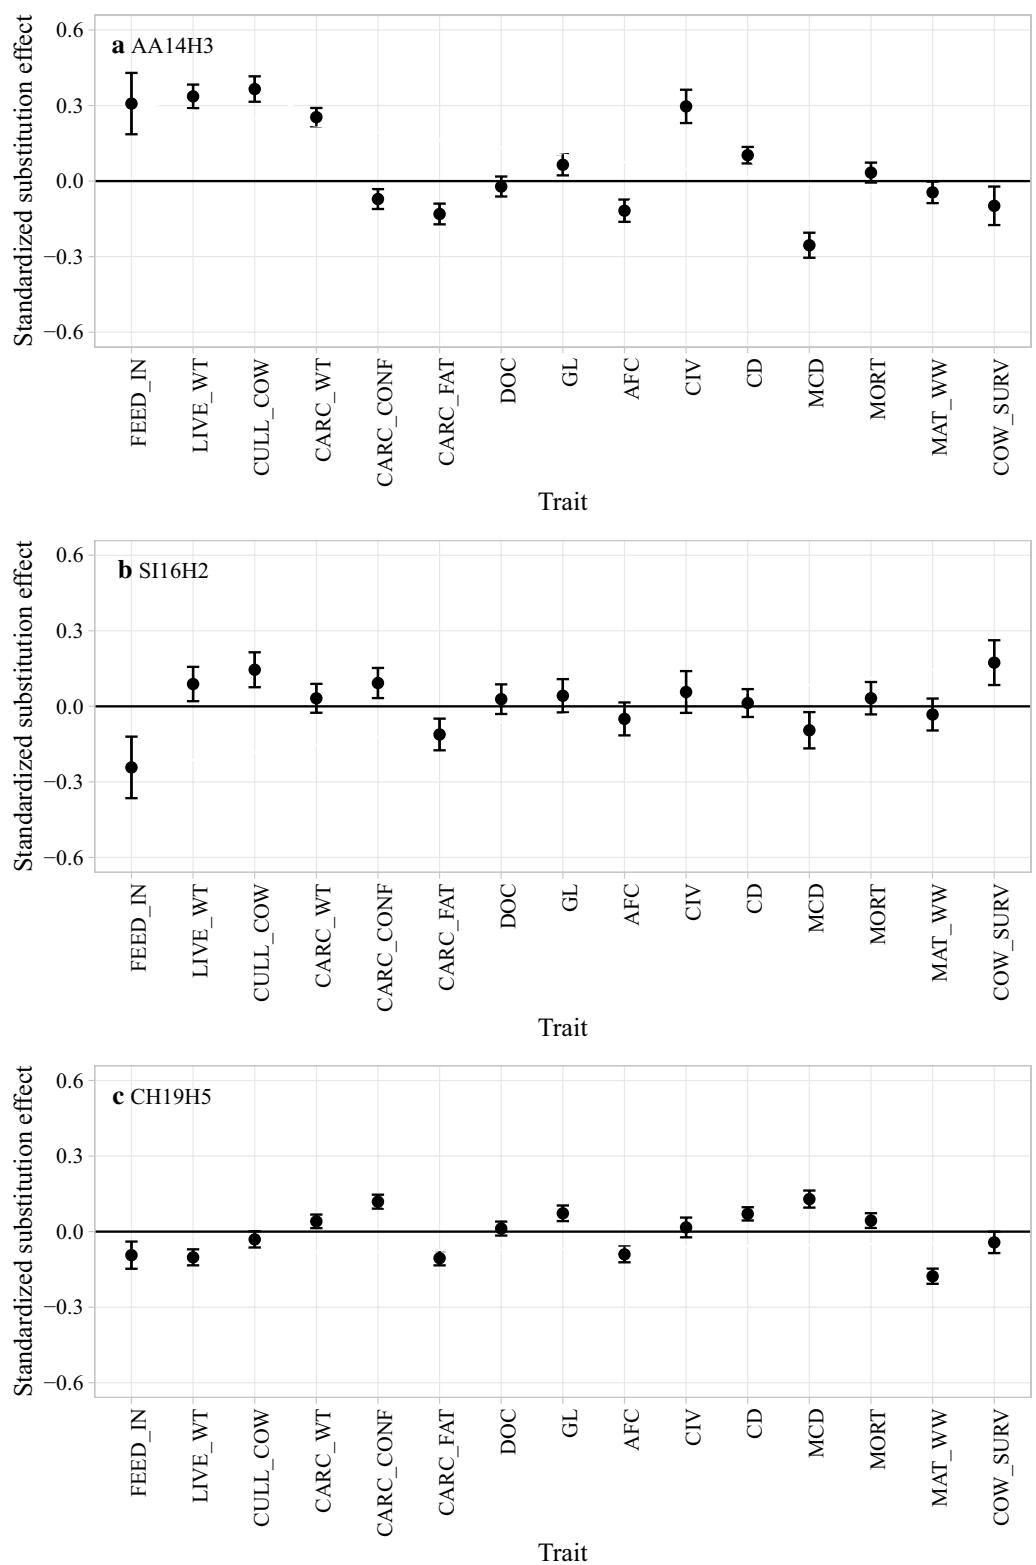 a AA14H3
Standardized substitution effect
0.6
0.3
0.0
−0.3
−0.6
FEED_IN
LIVE_WT
CULL_COW
CARC_WT
CARC_CONF
CARC_FAT
DOC
GL
AFC
CIV
CD
MCD
MORT
MAT_WW
COW_SURV
Trait
b SI16H2
Standardized substitution effect
0.6
0.3
0.0
−0.3
−0.6
FEED_IN
LIVE_WT
CULL_COW
CARC_WT
CARC_CONF
CARC_FAT
DOC
GL
AFC
CIV
CD
MCD
MORT
MAT_WW
COW_SURV
Trait
c CH19H5
Standardized substitution effect
0.6
0.3
0.0
−0.3
−0.6
FEED_IN
LIVE_WT
CULL_COW
CARC_WT
CARC_CONF
CARC_FAT
DOC
GL
AFC
CIV
CD
MCD
MORT
MAT_WW
COW_SURV
Trait